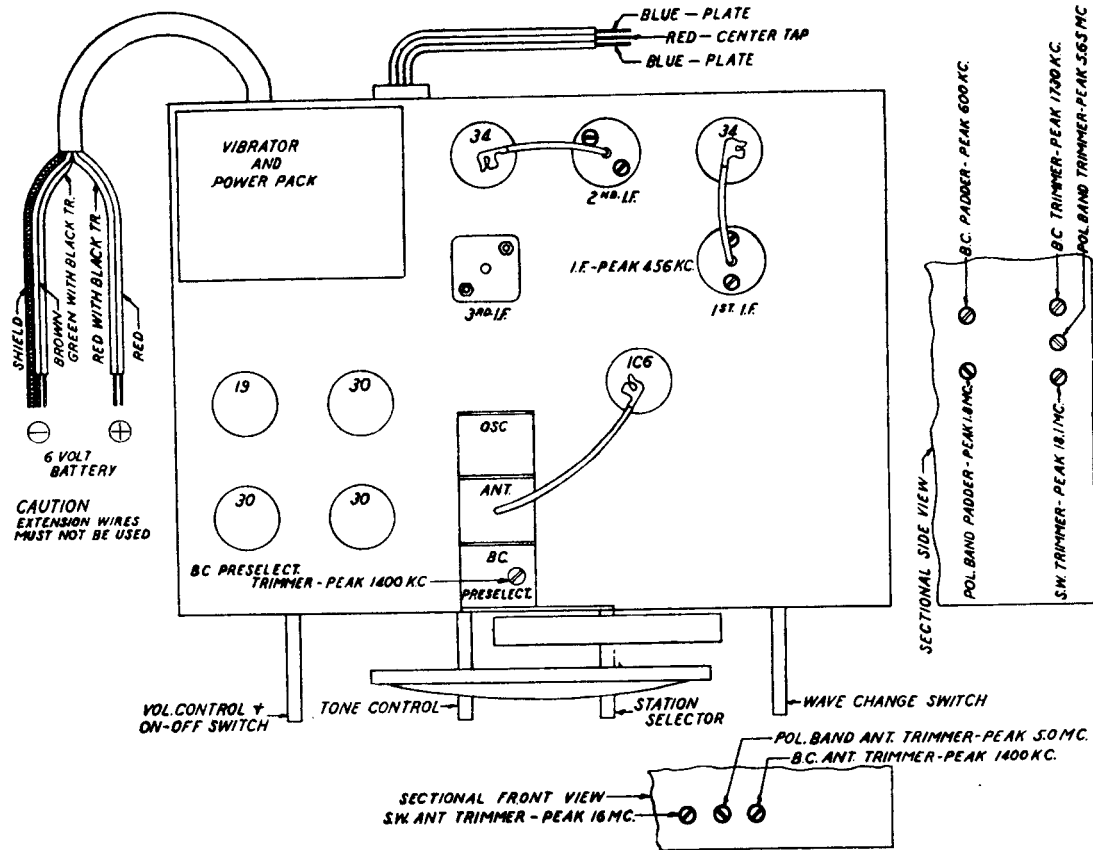 BLUE-PLATE
RED-CENTER TAP
BLUE-PLATE
VIBRATOR
AND
POWER PACK
34
2ND. I.F.
34
3RD. I.F.
I.F.-PEAK 456 KC.
1ST. I.F.
SHIELD
BROWN
GREEN WITH BLACK TR.
RED WITH BLACK TR.
RED
6 VOLT
BATTERY
CAUTION
EXTENSION WIRES
MUST NOT BE USED
19
30
30
30
1C6
OSC
ANT.
B.C.
PRESELECT.
BC PRESELECT.
TRIMMER-PEAK 1400 KC
VOL. CONTROL +
ON-OFF SWITCH
TONE CONTROL
STATION
SELECTOR
WAVE CHANGE SWITCH
SECTIONAL SIDE VIEW
B.C. PADDER-PEAK 600 KC.
POL. BAND PADDER-PEAK 1.8 MC.
BC TRIMMER-PEAK 1730 KC.
POL. BAND TRIMMER-PEAK 5.65 MC
S.W. TRIMMER-PEAK 18.1 MC.
POL. BAND ANT. TRIMMER-PEAK 5.0 MC.
B.C. ANT. TRIMMER-PEAK 1400 KC.
SECTIONAL FRONT VIEW
S.W. ANT TRIMMER-PEAK 16 MC.